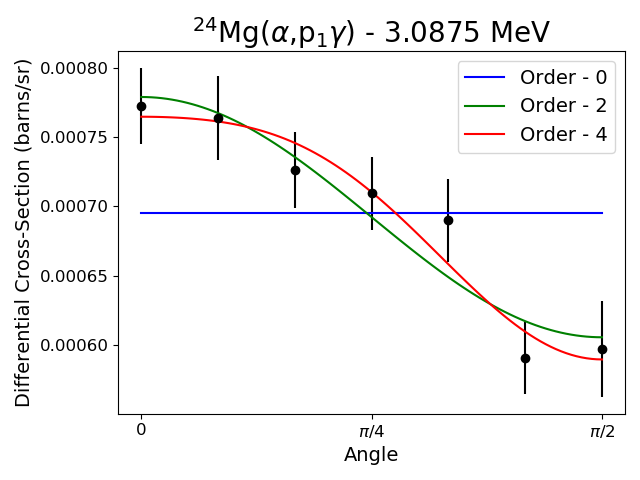 ²⁴Mg(α,p₁γ) - 3.0875 MeV
Differential Cross-Section (barns/sr)
0.00080
0.00075
0.00070
0.00065
0.00060
Order - 0
Order - 2
Order - 4
0
π/4
π/2
Angle